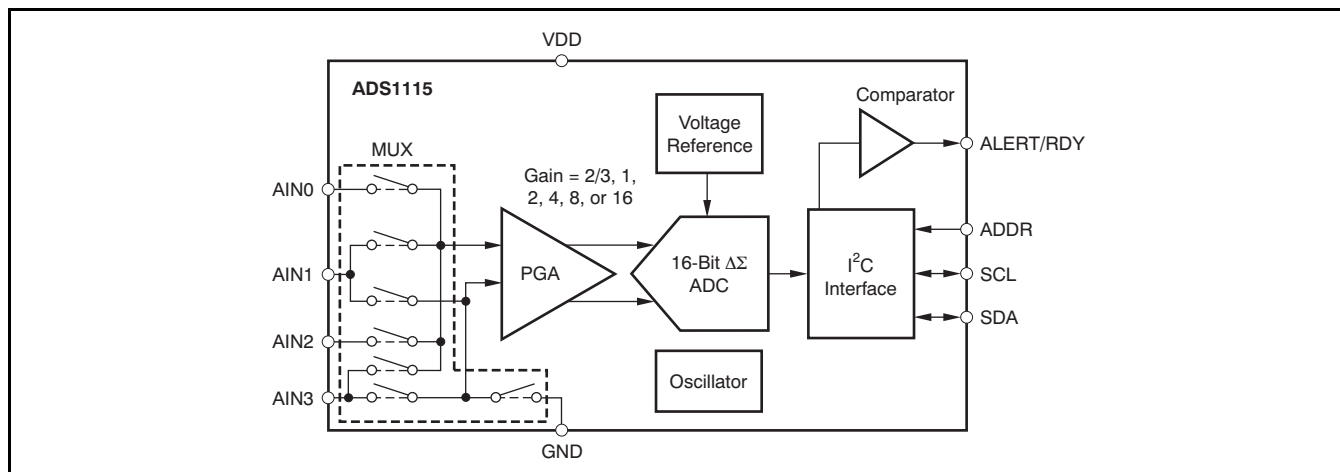 VDD
ADS1115
Comparator
Voltage
Reference
ALERT/RDY
MUX
Gain = 2/3, 1,
2, 4, 8, or 16
AIN0
ADDR
AIN1
PGA
16-Bit ΔΣ
ADC
I²C
Interface
SCL
SDA
AIN2
Oscillator
AIN3
GND